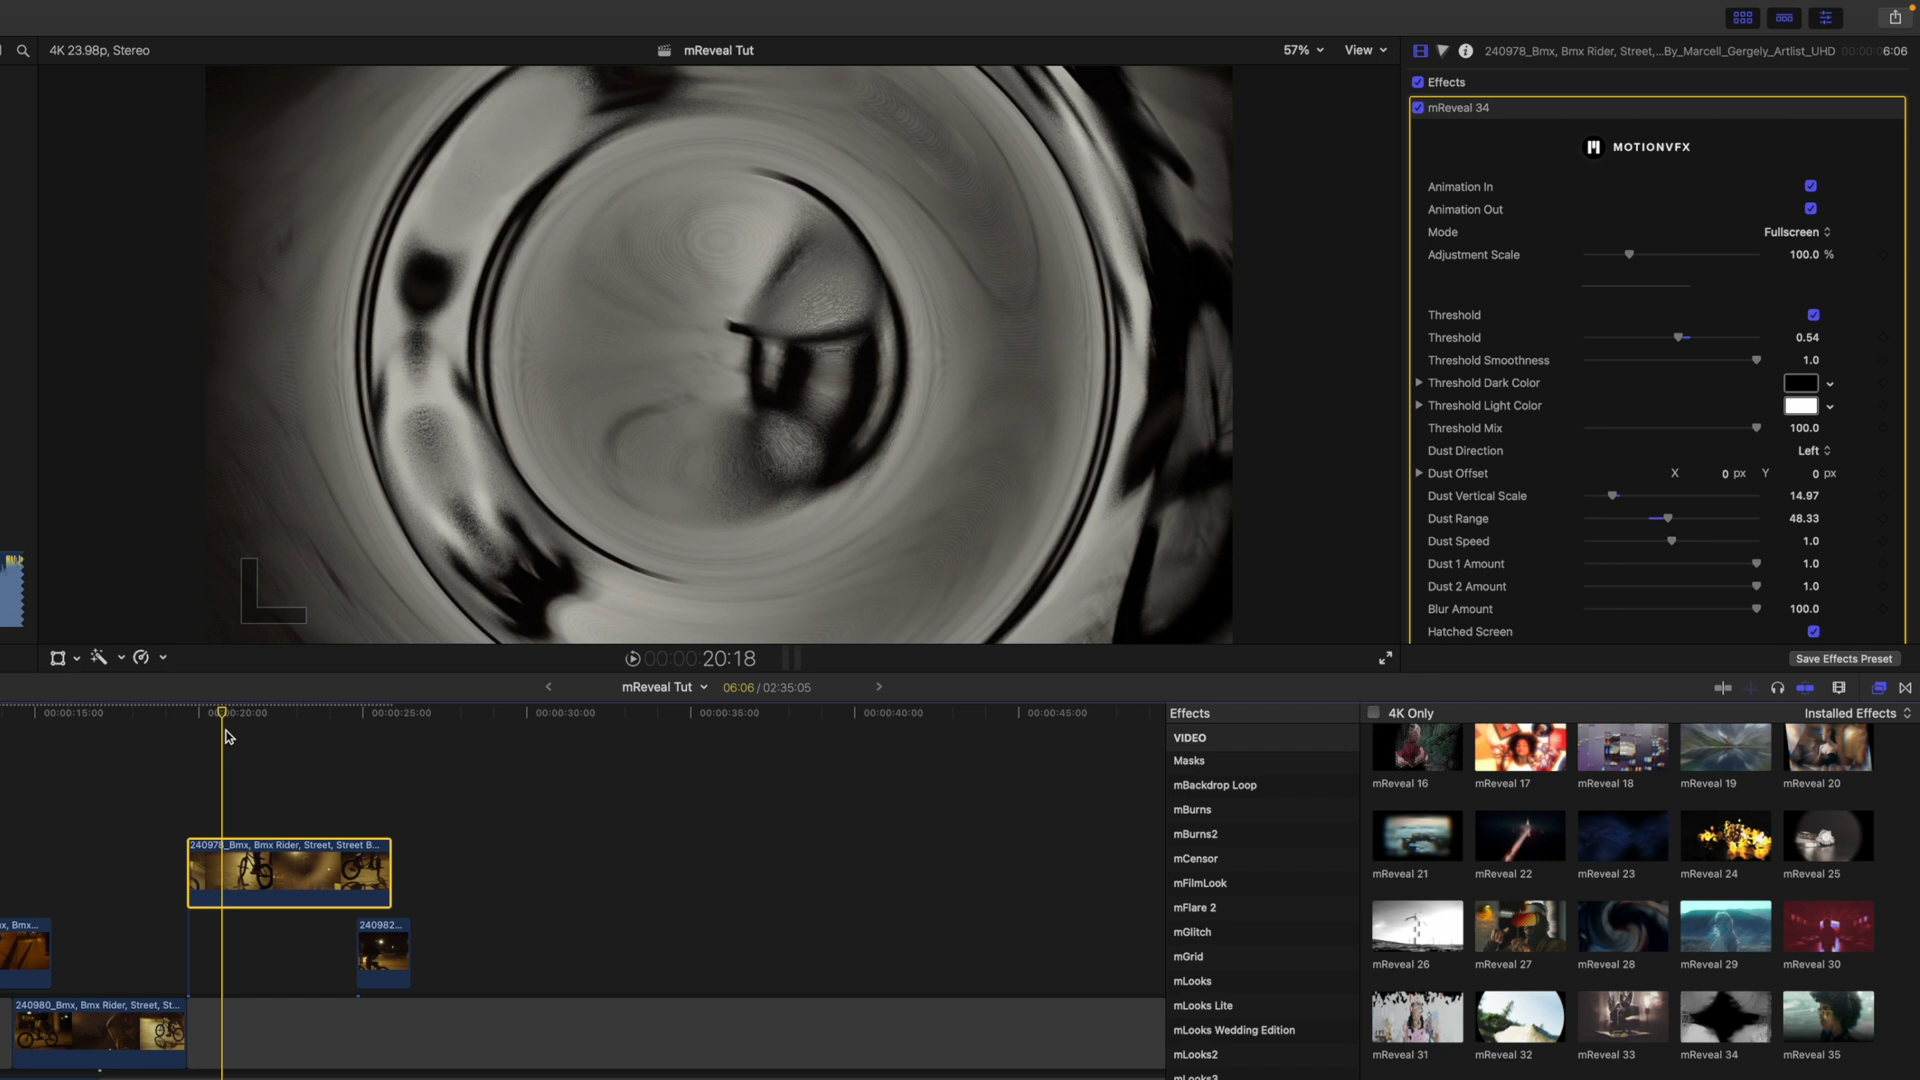 4K 23.98p, Stereo
mReveal Tut
57%
View
240978_Bmx, Bmx Rider, Street,...By_Marcell_Gergely_Artlist_UHD
00:00:06:06
Effects
mReveal 34
MOTIONVFX
Animation In
Animation Out
Mode
Fullscreen
Adjustment Scale
100.0 %
Threshold
Threshold
0.54
Threshold Smoothness
1.0
Threshold Dark Color
Threshold Light Color
Threshold Mix
100.0
Dust Direction
Left
Dust Offset
X 0 px Y 0 px
Dust Vertical Scale
14.97
Dust Range
48.33
Dust Speed
1.0
Dust 1 Amount
1.0
Dust 2 Amount
1.0
Blur Amount
100.0
Hatched Screen
00:00:20:18
Save Effects Preset
mReveal Tut
06:06 / 02:35:05
00:00:15:00
00:00:20:00
00:00:25:00
00:00:30:00
00:00:35:00
00:00:40:00
00:00:45:00
Effects
4K Only
Installed Effects
VIDEO
Masks
mBackdrop Loop
mBurns
mBurns2
mCensor
mFilmLook
mFlare 2
mGlitch
mGrid
mLooks
mLooks Lite
mLooks Wedding Edition
mLooks2
mLooks3
mReveal 16
mReveal 17
mReveal 18
mReveal 19
mReveal 20
mReveal 21
mReveal 22
mReveal 23
mReveal 24
mReveal 25
mReveal 26
mReveal 27
mReveal 28
mReveal 29
mReveal 30
mReveal 31
mReveal 32
mReveal 33
mReveal 34
mReveal 35
240978_Bmx, Bmx Rider, Street, Street B...
x, Bmx...
240982...
240980_Bmx, Bmx Rider, Street, St...